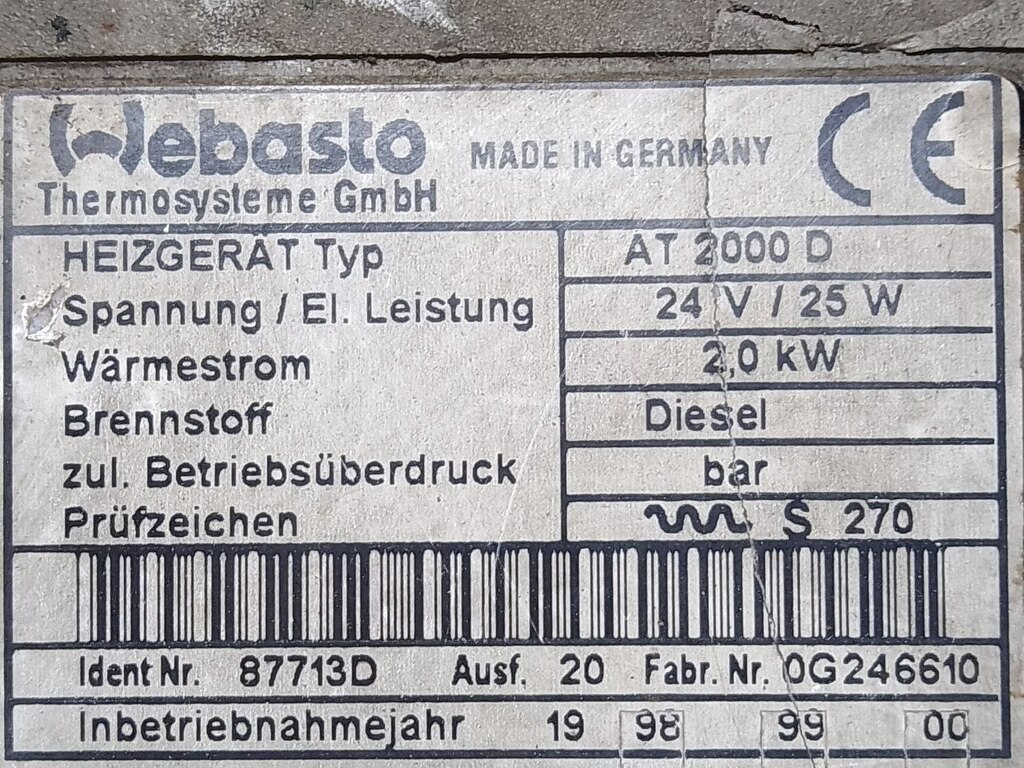 Webasto
Thermosysteme GmbH
MADE IN GERMANY
CE
HEIZGERÄT Typ AT 2000 D
Spannung / El. Leistung 24 V / 25 W
Wärmestrom 2,0 kW
Brennstoff Diesel
zul. Betriebsüberdruck bar
Prüfzeichen S 270
Ident Nr. 87713D Ausf. 20 Fabr. Nr. 0G246610
Inbetriebnahmejahr 19 98 99 00